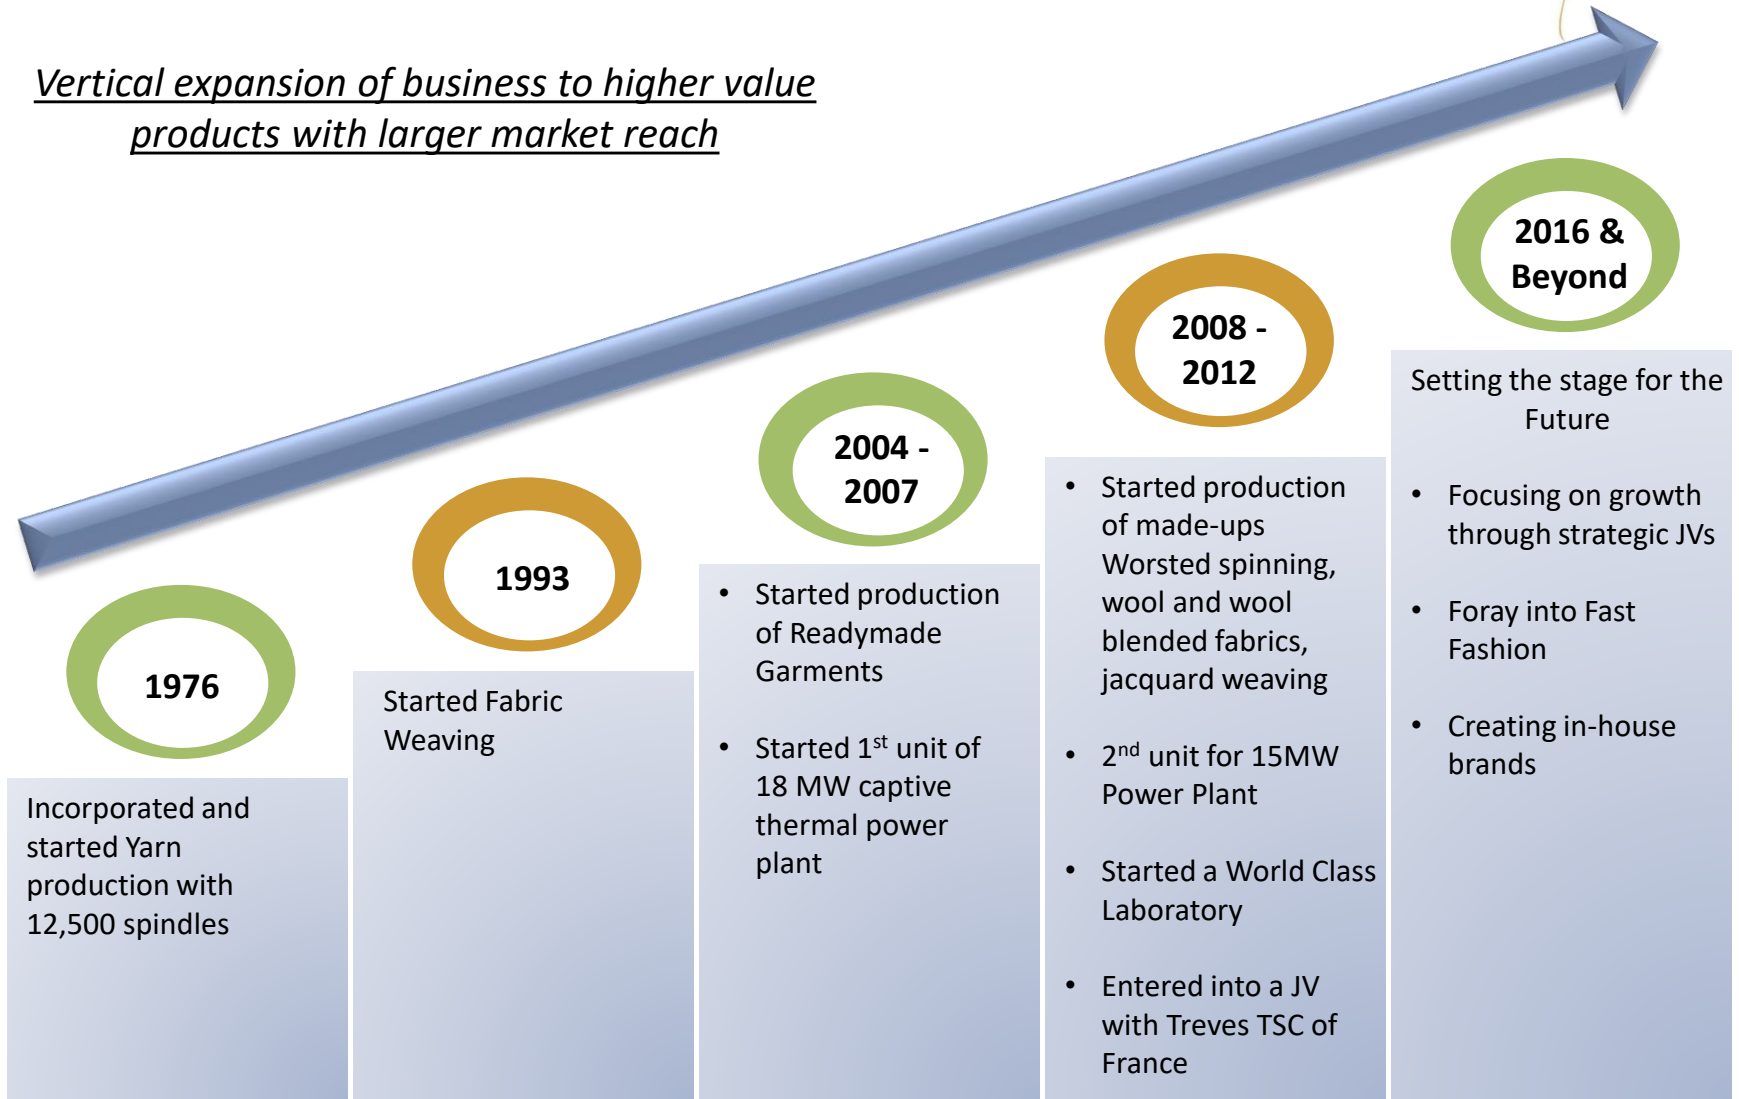 Vertical expansion of business to higher value
products with larger market reach
1976
Incorporated and
started Yarn
production with
12,500 spindles
1993
Started Fabric
Weaving
2004 -
2007
• Started production
of Readymade
Garments
• Started 1st unit of
18 MW captive
thermal power
plant
2008 -
2012
• Started production
of made-ups
Worsted spinning,
wool and wool
blended fabrics,
jacquard weaving
• 2nd unit for 15MW
Power Plant
• Started a World Class
Laboratory
• Entered into a JV
with Treves TSC of
France
2016 &
Beyond
Setting the stage for the
Future
• Focusing on growth
through strategic JVs
• Foray into Fast
Fashion
• Creating in-house
brands